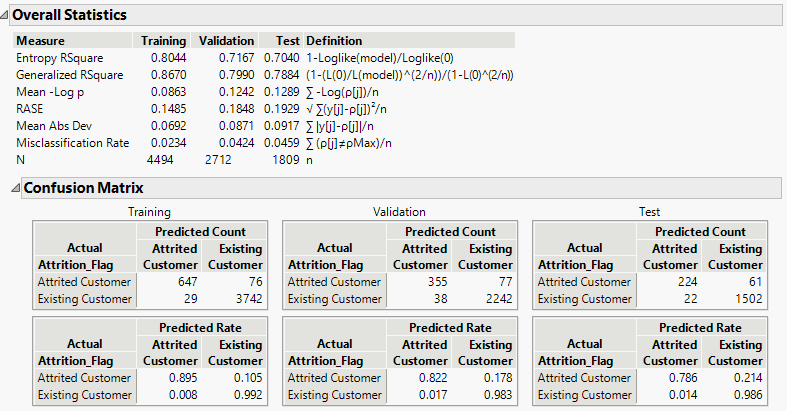 Overall Statistics
Measure Training Validation Test Definition
Entropy RSquare 0.8044 0.7167 0.7040 1-Loglike(model)/Loglike(0)
Generalized RSquare 0.8670 0.7990 0.7884 (1-(L(0)/L(model))^(2/n))/(1-L(0)^(2/n))
Mean -Log p 0.0863 0.1242 0.1289 ∑ -Log(ρ[j])/n
RASE 0.1485 0.1848 0.1929 √ ∑(y[j]-ρ[j])²/n
Mean Abs Dev 0.0692 0.0871 0.0917 ∑ |y[j]-ρ[j]|/n
Misclassification Rate 0.0234 0.0424 0.0459 ∑ (ρ[j]≠ρMax)/n
N 4494 2712 1809 n
Confusion Matrix
Training Validation Test
Predicted Count Predicted Count Predicted Count
Actual Attrited Existing Actual Attrited Existing Actual Attrited Existing
Attrition_Flag Customer Customer Attrition_Flag Customer Customer Attrition_Flag Customer Customer
Attrited Customer 647 76 Attrited Customer 355 77 Attrited Customer 224 61
Existing Customer 29 3742 Existing Customer 38 2242 Existing Customer 22 1502
Predicted Rate Predicted Rate Predicted Rate
Actual Attrited Existing Actual Attrited Existing Actual Attrited Existing
Attrition_Flag Customer Customer Attrition_Flag Customer Customer Attrition_Flag Customer Customer
Attrited Customer 0.895 0.105 Attrited Customer 0.822 0.178 Attrited Customer 0.786 0.214
Existing Customer 0.008 0.992 Existing Customer 0.017 0.983 Existing Customer 0.014 0.986